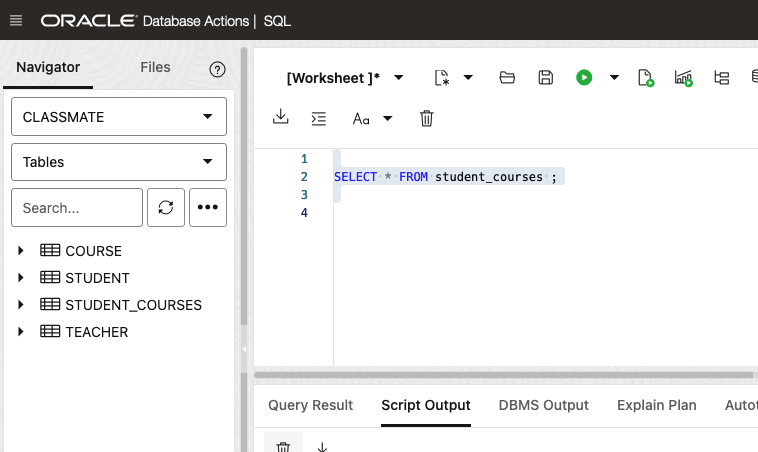 ORACLE Database Actions | SQL
Navigator
Files
?
[Worksheet ]*
CLASSMATE
Tables
Search...
COURSE
STUDENT
STUDENT_COURSES
TEACHER
Aa
1
2 SELECT * FROM student_courses ;
3
4
Query Result
Script Output
DBMS Output
Explain Plan
Autot